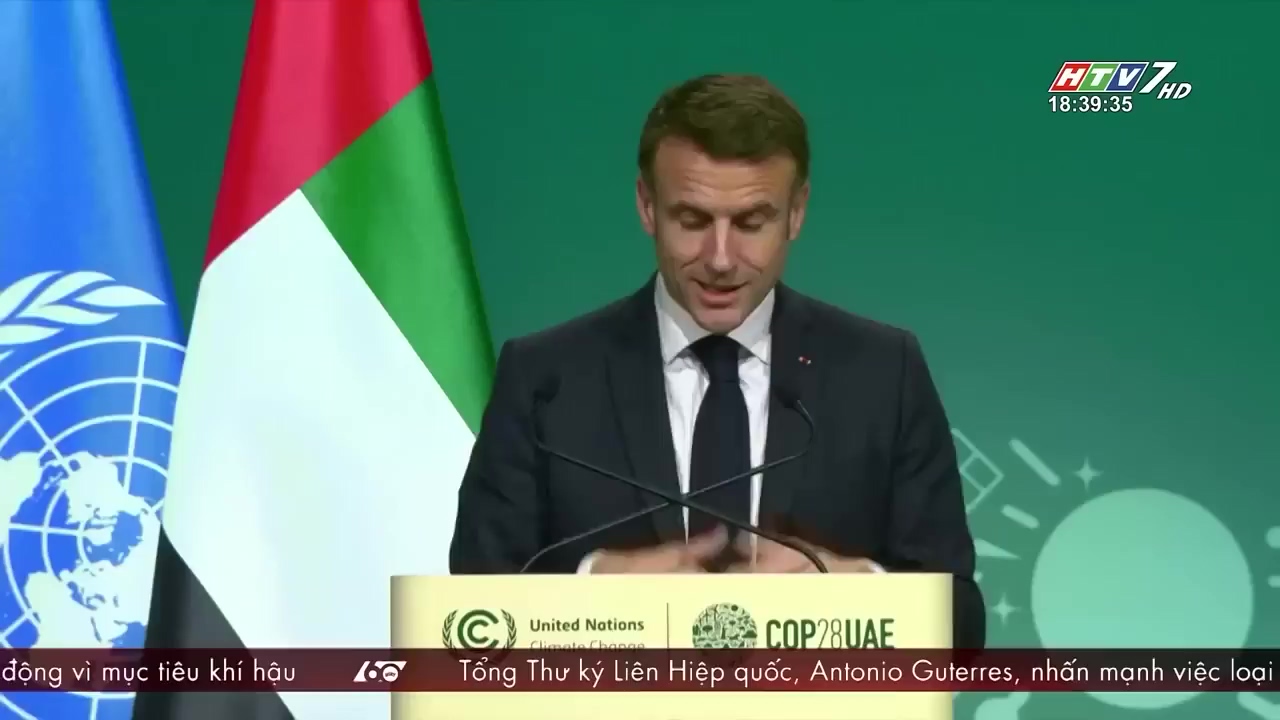 HTV7HD
18:39:35
United Nations
Climate Change
COP28UAE
động vì mục tiêu khí hậu
60
Tổng Thư ký Liên Hiệp quốc, Antonio Guterres, nhấn mạnh việc loại